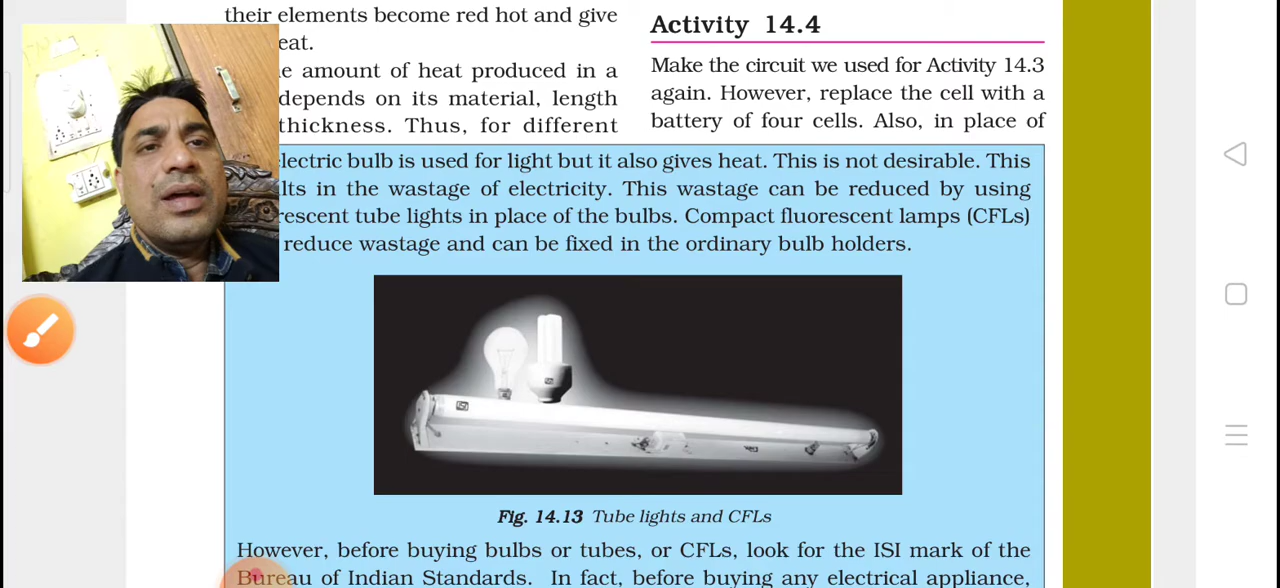 their elements become red hot and give
eat.
e amount of heat produced in a
depends on its material, length
thickness. Thus, for different
Activity 14.4
Make the circuit we used for Activity 14.3
again. However, replace the cell with a
battery of four cells. Also, in place of
lectric bulb is used for light but it also gives heat. This is not desirable. This
lts in the wastage of electricity. This wastage can be reduced by using
rescent tube lights in place of the bulbs. Compact fluorescent lamps (CFLs)
reduce wastage and can be fixed in the ordinary bulb holders.
Fig. 14.13 Tube lights and CFLs
However, before buying bulbs or tubes, or CFLs, look for the ISI mark of the
Bureau of Indian Standards. In fact, before buying any electrical appliance,